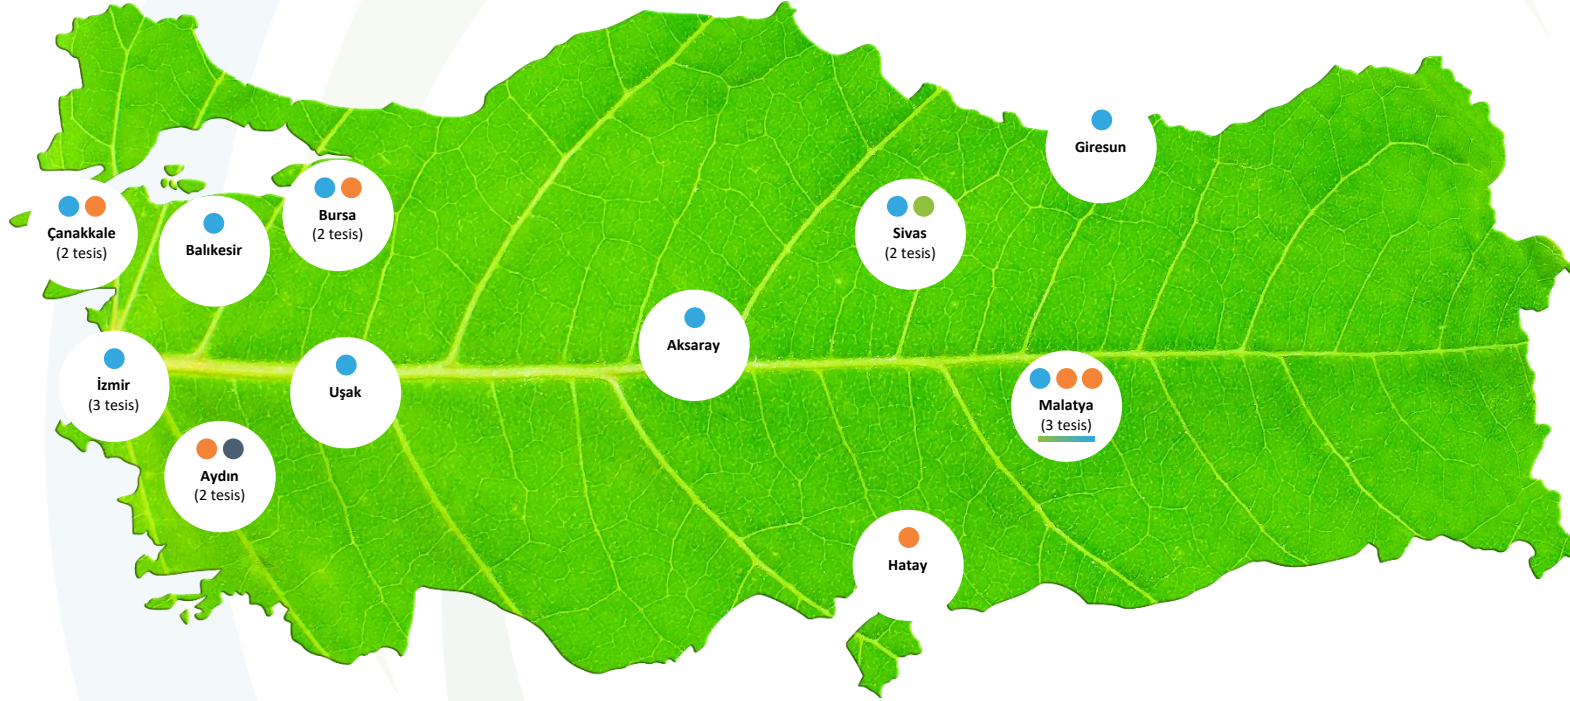 Giresun
Çanakkale
(2 tesis)
Balıkesir
Bursa
(2 tesis)
Sivas
(2 tesis)
Aksaray
İzmir
(3 tesis)
Uşak
Malatya
(3 tesis)
Aydın
(2 tesis)
Hatay